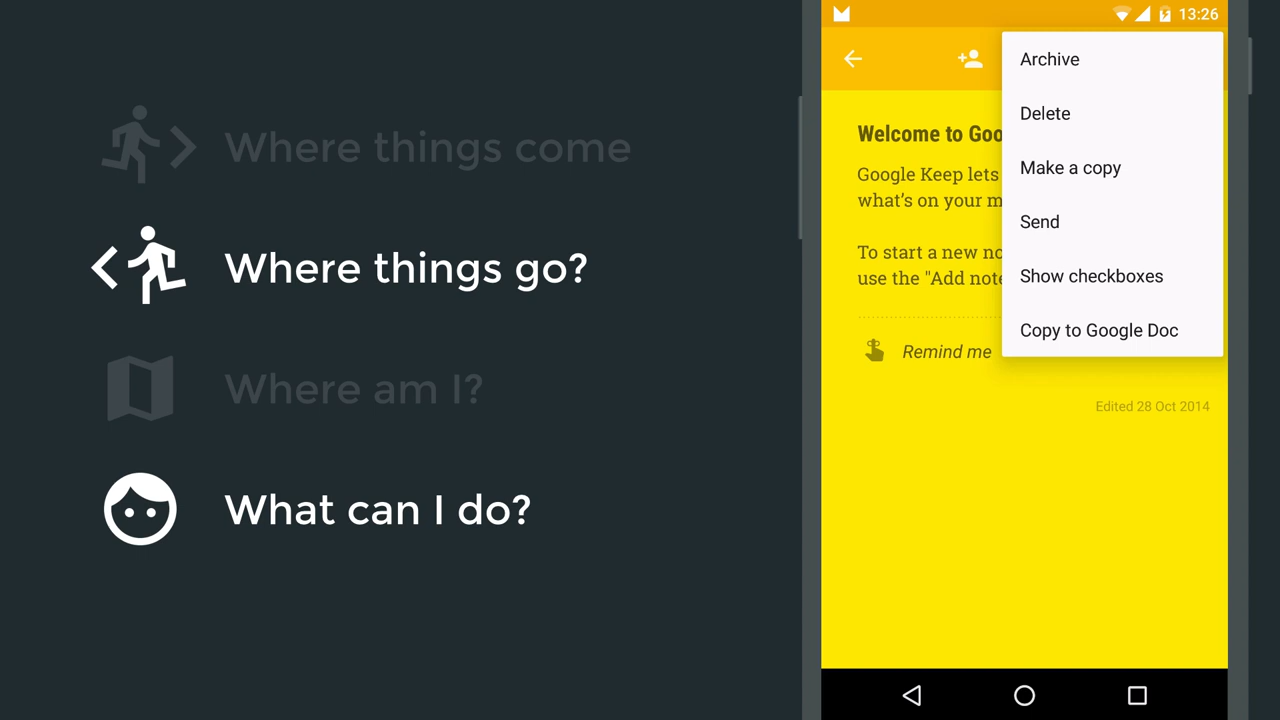 Where things come
Where things go?
Where am I?
What can I do?
13:26
Archive
Delete
Make a copy
Send
Show checkboxes
Copy to Google Doc
Welcome to Goo
Google Keep lets
what's on your m
To start a new no
use the "Add note
Remind me
Edited 28 Oct 2014